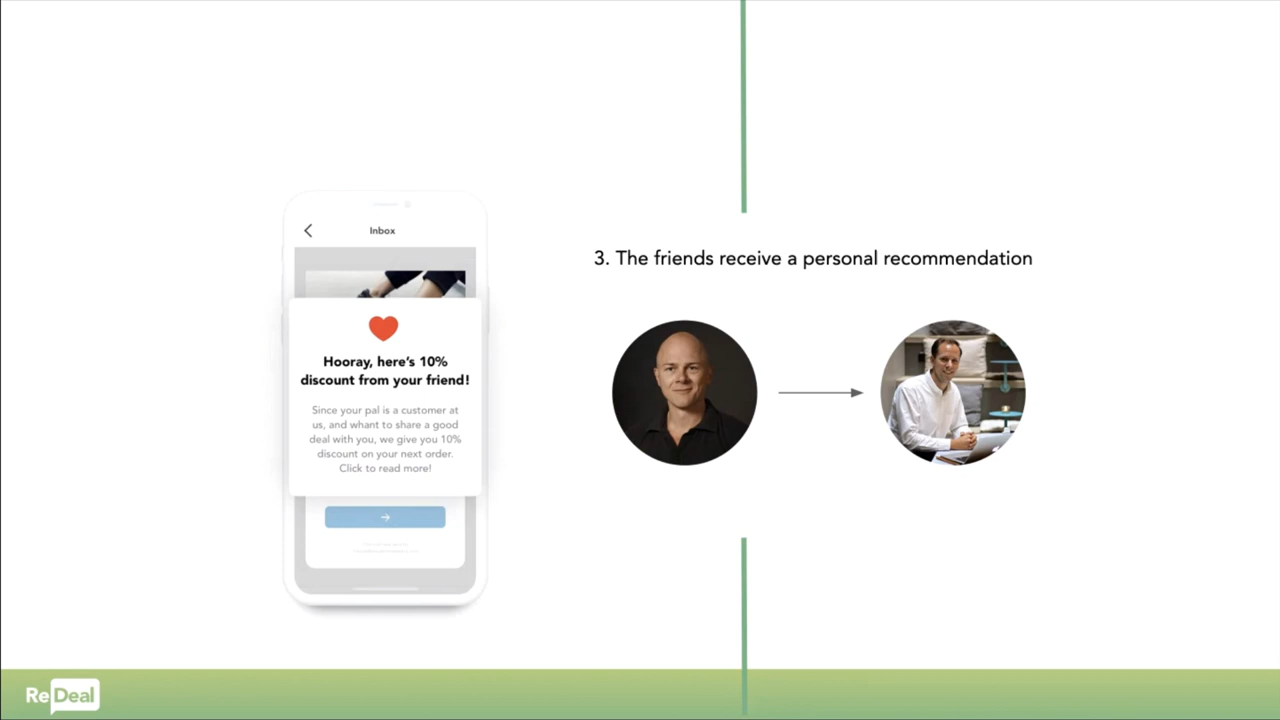 Inbox
Hooray, here's 10%
discount from your friend!
Since your pal is a customer at
us, and whant to share a good
deal with you, we give you 10%
discount on your next order.
Click to read more!
3. The friends receive a personal recommendation
ReDeal